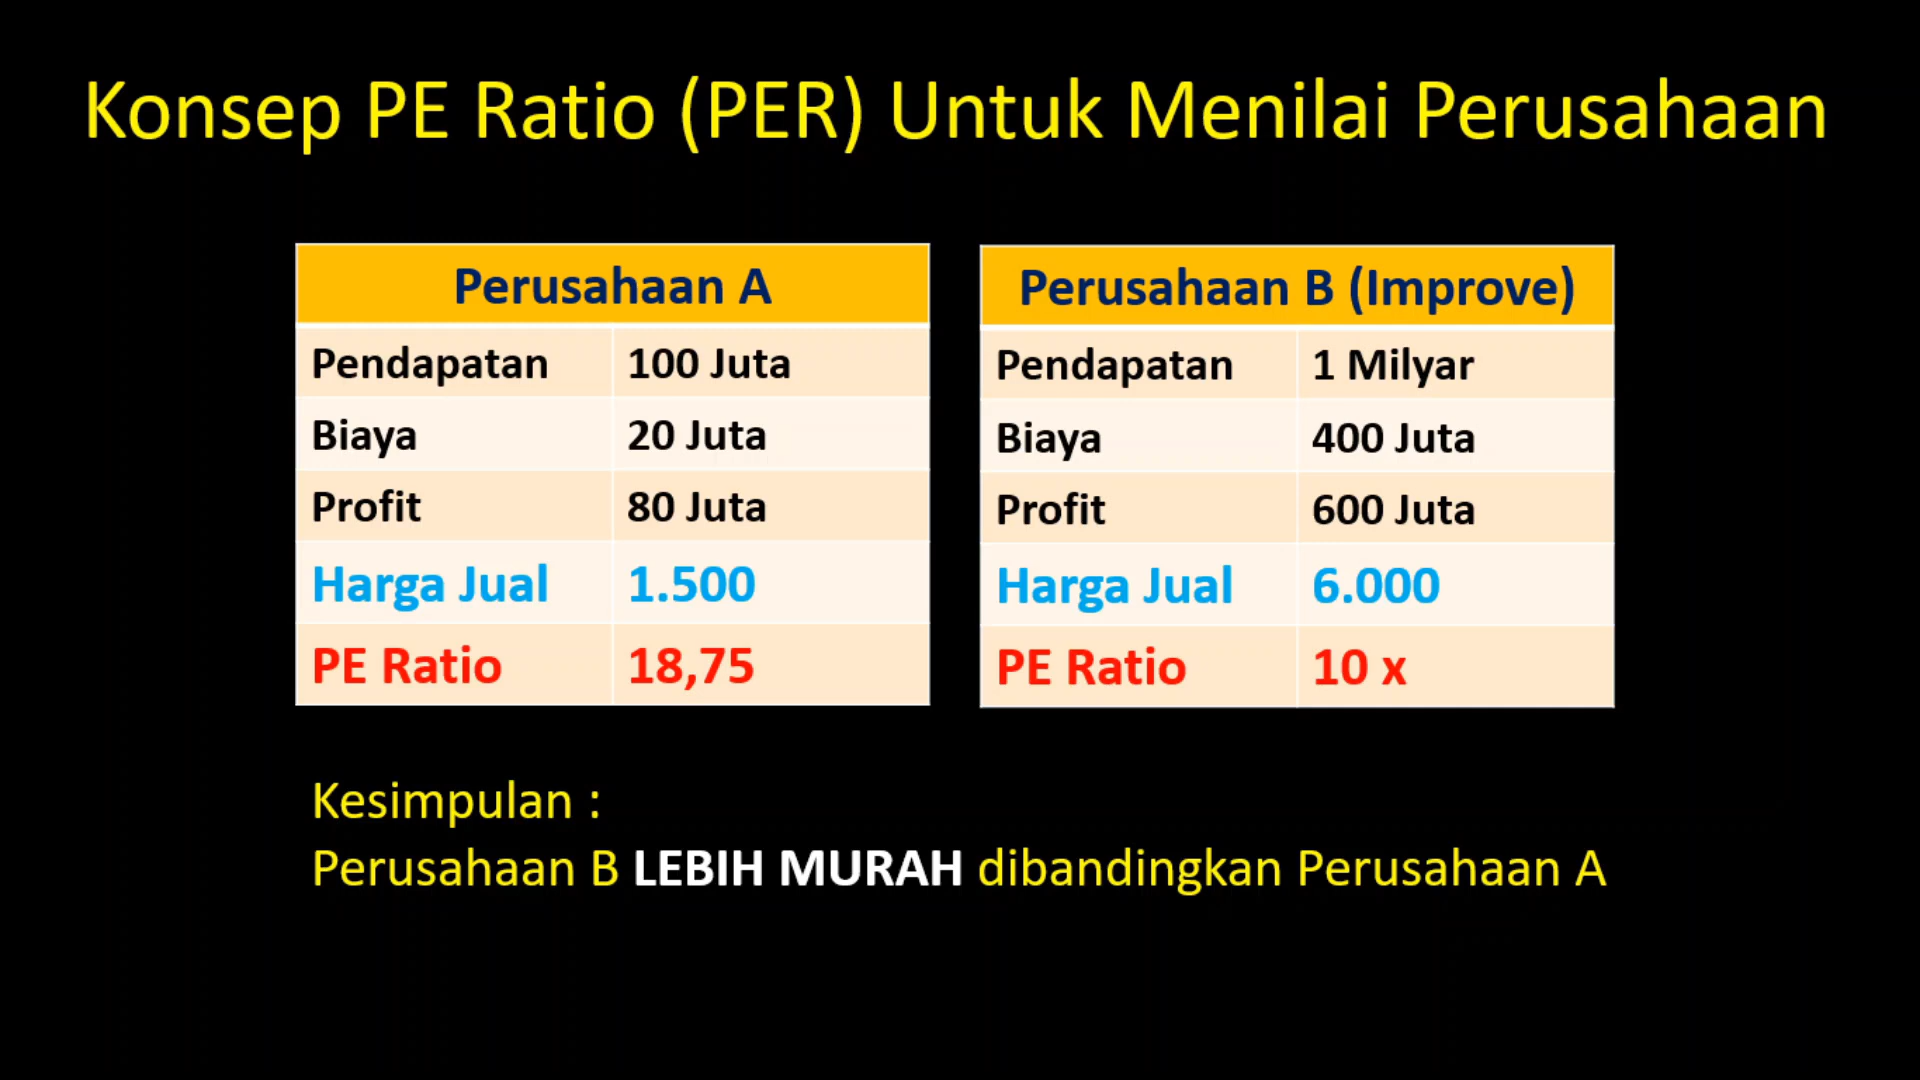 Konsep PE Ratio (PER) Untuk Menilai Perusahaan
Perusahaan A
Pendapatan 100 Juta
Biaya 20 Juta
Profit 80 Juta
Harga Jual 1.500
PE Ratio 18,75
Perusahaan B (Improve)
Pendapatan 1 Milyar
Biaya 400 Juta
Profit 600 Juta
Harga Jual 6.000
PE Ratio 10 x
Kesimpulan :
Perusahaan B LEBIH MURAH dibandingkan Perusahaan A